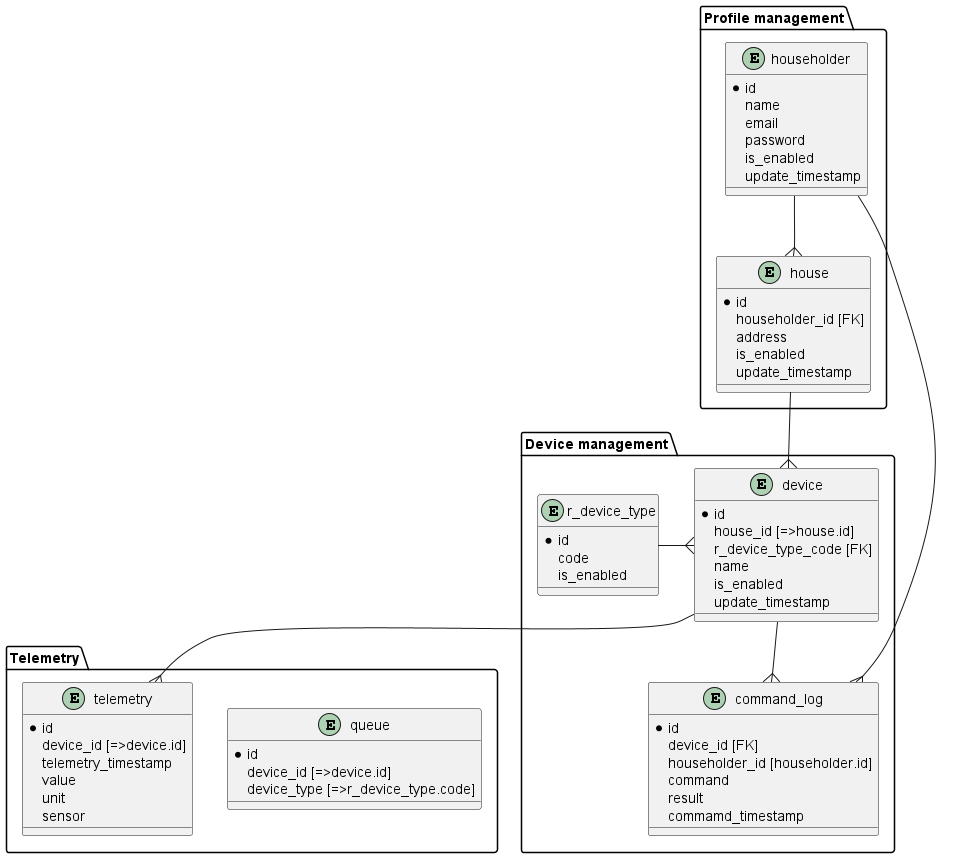 Profile management
E householder
id
name
email
password
is_enabled
update_timestamp
E house
id
householder_id [FK]
address
is_enabled
update_timestamp
Device management
E r_device_type
id
code
is_enabled
E device
id
house_id [=>house.id]
r_device_type_code [FK]
name
is_enabled
update_timestamp
Telemetry
E telemetry
id
device_id [=>device.id]
telemetry_timestamp
value
unit
sensor
E queue
id
device_id [=>device.id]
device_type [=>r_device_type.code]
E command_log
id
device_id [FK]
householder_id [householder.id]
command
result
commamd_timestamp